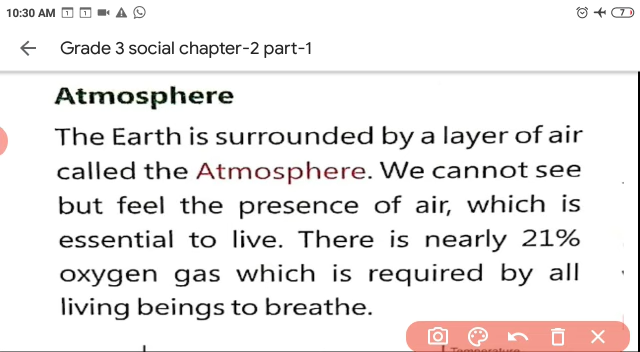 10:30 AM
7
Grade 3 social chapter-2 part-1
Atmosphere
The Earth is surrounded by a layer of air
called the Atmosphere. We cannot see
but feel the presence of air, which is
essential to live. There is nearly 21%
oxygen gas which is required by all
living beings to breathe.